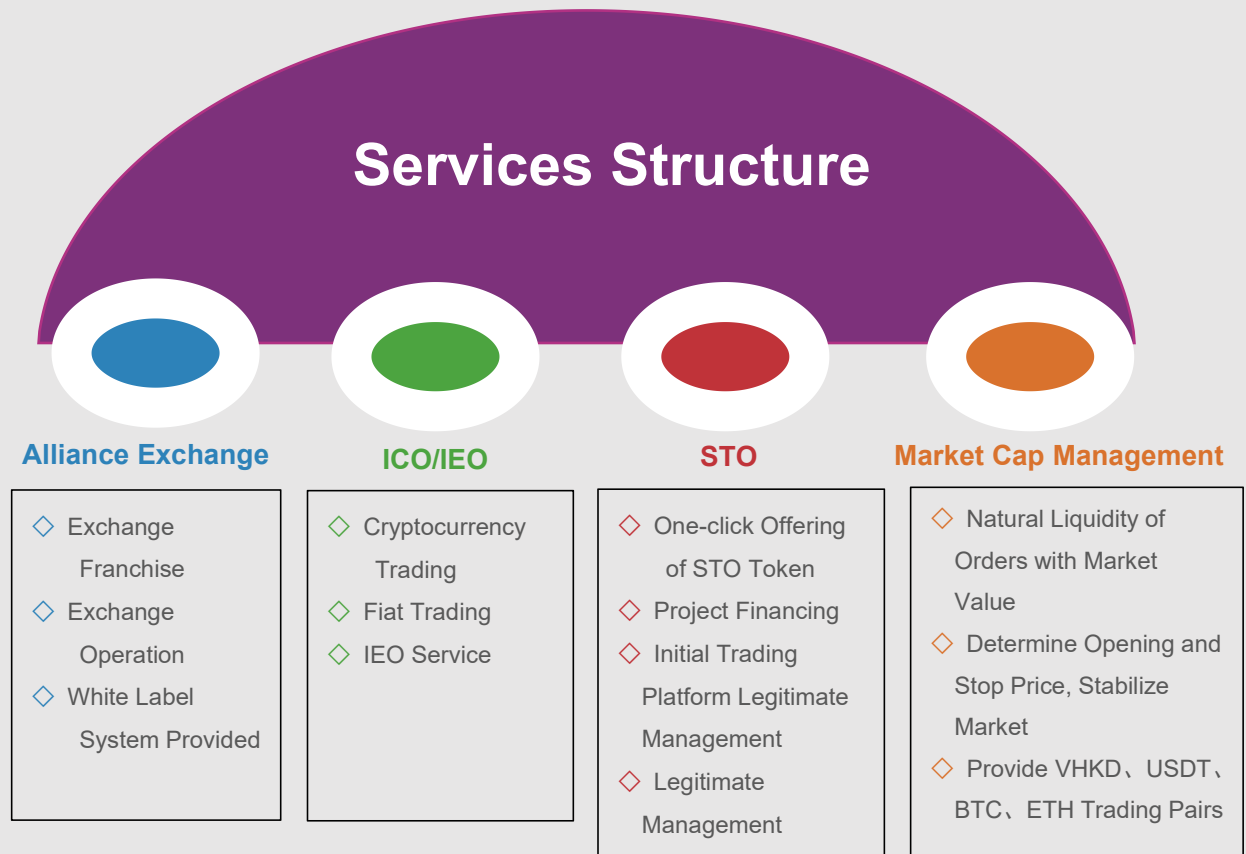 Services Structure
Alliance Exchange
ICO/IEO
STO
Market Cap Management
◇ Exchange
Franchise
◇ Exchange
Operation
◇ White Label
System Provided
◇ Cryptocurrency
Trading
◇ Fiat Trading
◇ IEO Service
◇ One-click Offering
of STO Token
◇ Project Financing
◇ Initial Trading
Platform Legitimate
Management
◇ Legitimate
Management
◇ Natural Liquidity of
Orders with Market
Value
◇ Determine Opening and
Stop Price, Stabilize
Market
◇ Provide VHKD、USDT、
BTC、ETH Trading Pairs